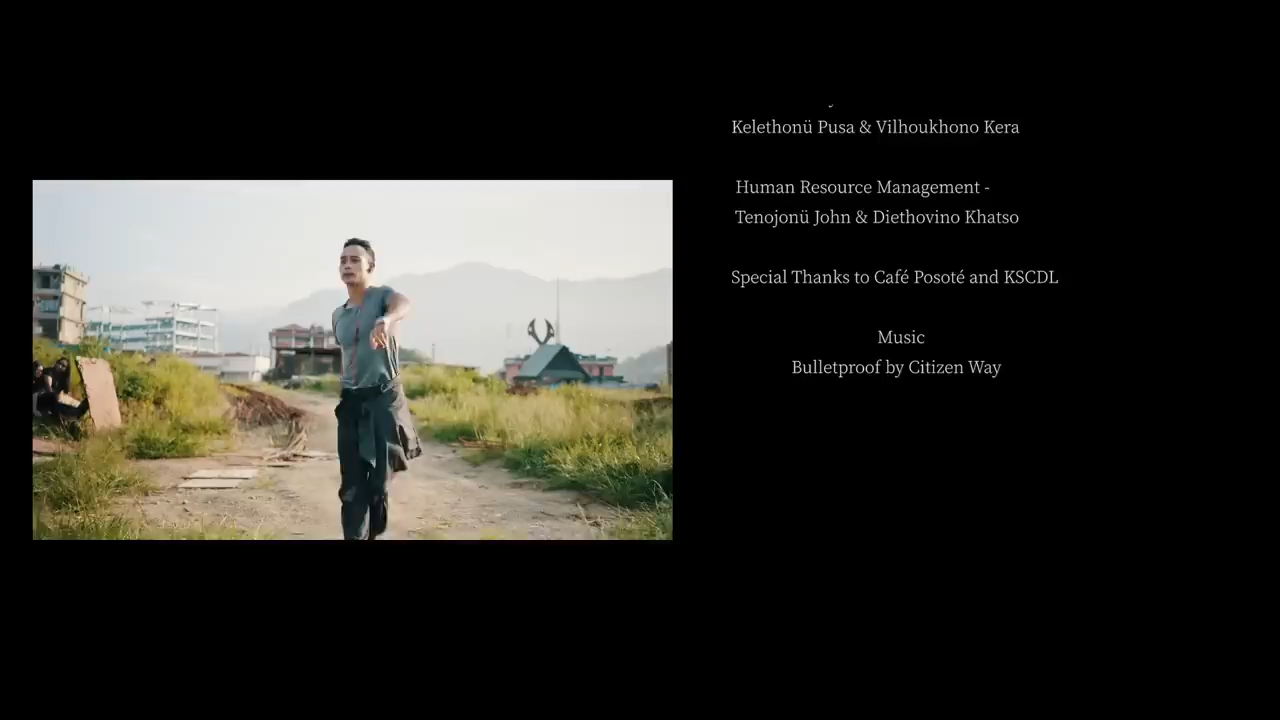 Kelethonü Pusa & Vilhoukhono Kera
Human Resource Management -
Tenojonü John & Diethovino Khatso
Special Thanks to Café Posoté and KSCDL
Music
Bulletproof by Citizen Way